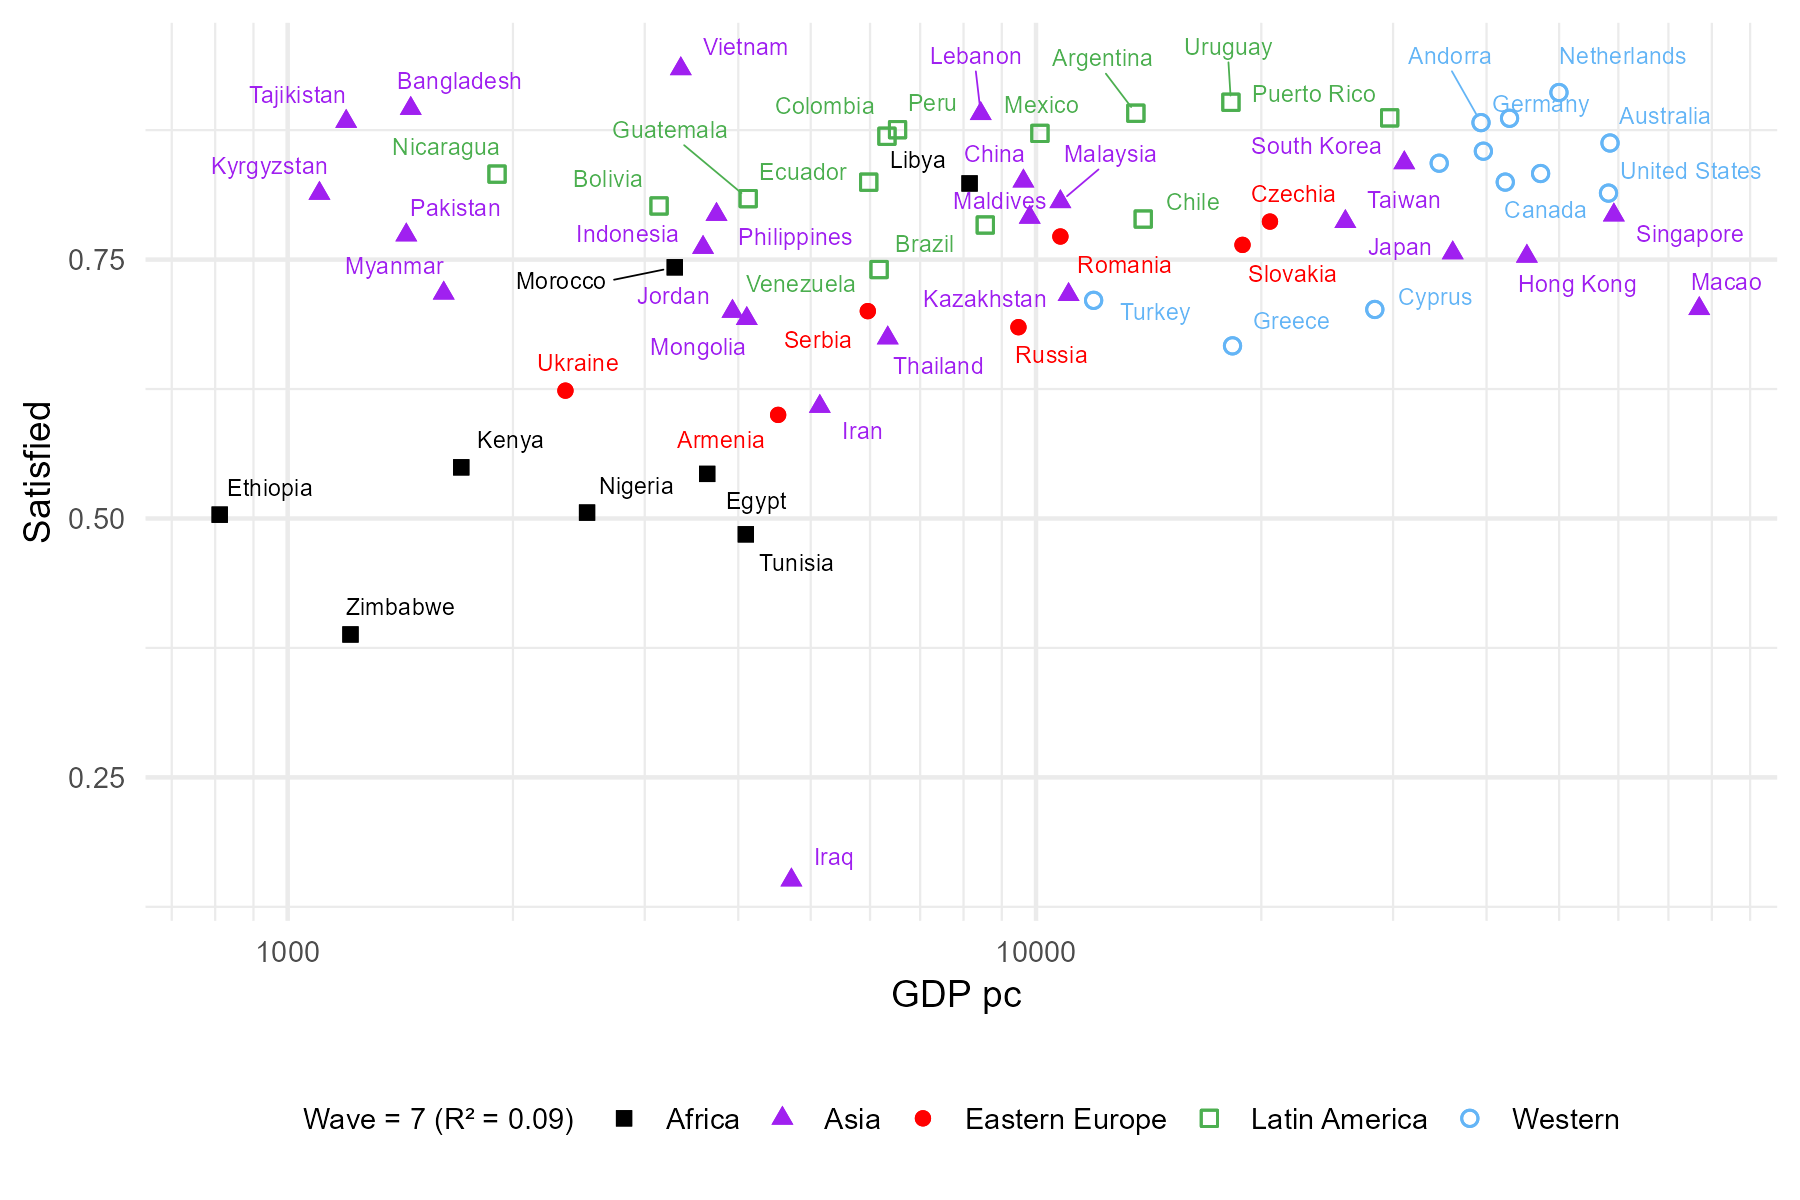 Vietnam
Uruguay
Lebanon
Argentina
Andorra
Netherlands
Bangladesh
Tajikistan
Colombia
Peru
Mexico
Puerto Rico
Germany
Australia
Guatemala
Nicaragua
Libya
China
Malaysia
South Korea
Kyrgyzstan
Bolivia
Ecuador
United States
Pakistan
Maldives
Chile
Czechia
Taiwan
Canada
Indonesia
Philippines
Brazil
Japan
Singapore
0.75
Myanmar
Morocco
Venezuela
Romania
Slovakia
Hong Kong
Macao
Jordan
Kazakhstan
Turkey
Greece
Cyprus
Mongolia
Serbia
Thailand
Russia
Ukraine
Kenya
Armenia
Iran
Ethiopia
Nigeria
Egypt
0.50
Tunisia
Zimbabwe
0.25
Iraq
Satisfied
1000
10000
GDP pc
Wave = 7 (R² = 0.09) Africa Asia Eastern Europe Latin America Western